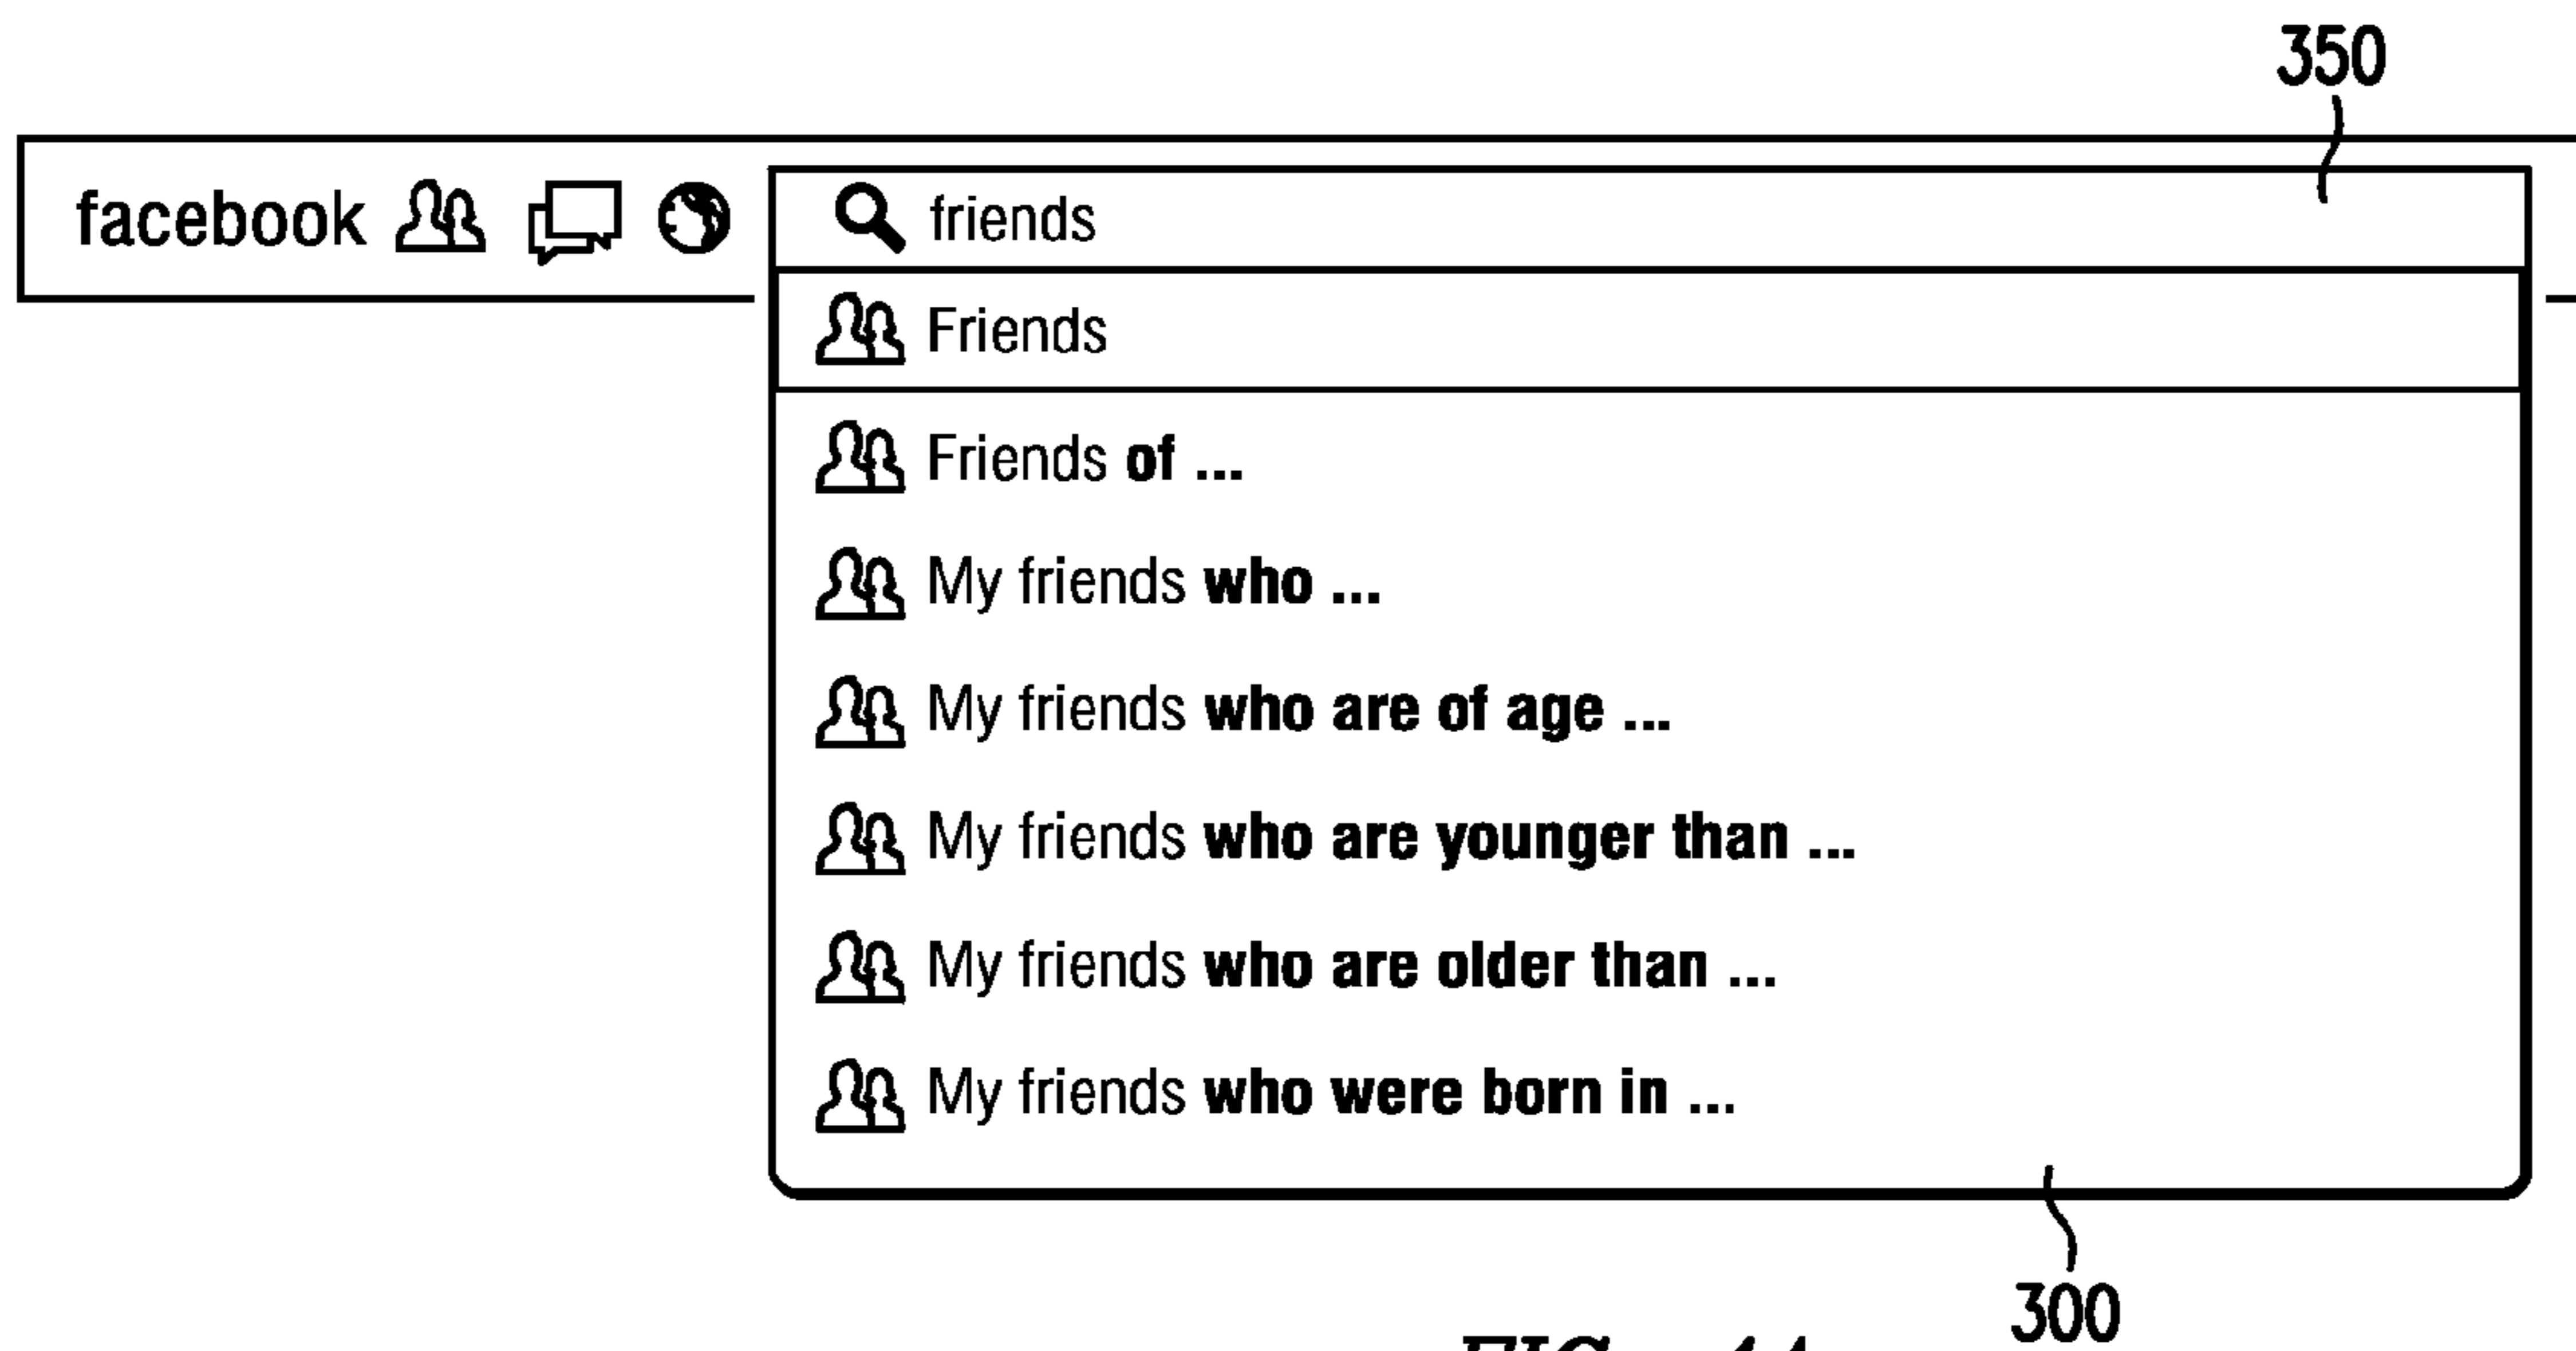 350
facebook
friends
Friends
Friends of ...
My friends who ...
My friends who are of age ...
My friends who are younger than ...
My friends who are older than ...
My friends who were born in ...
300